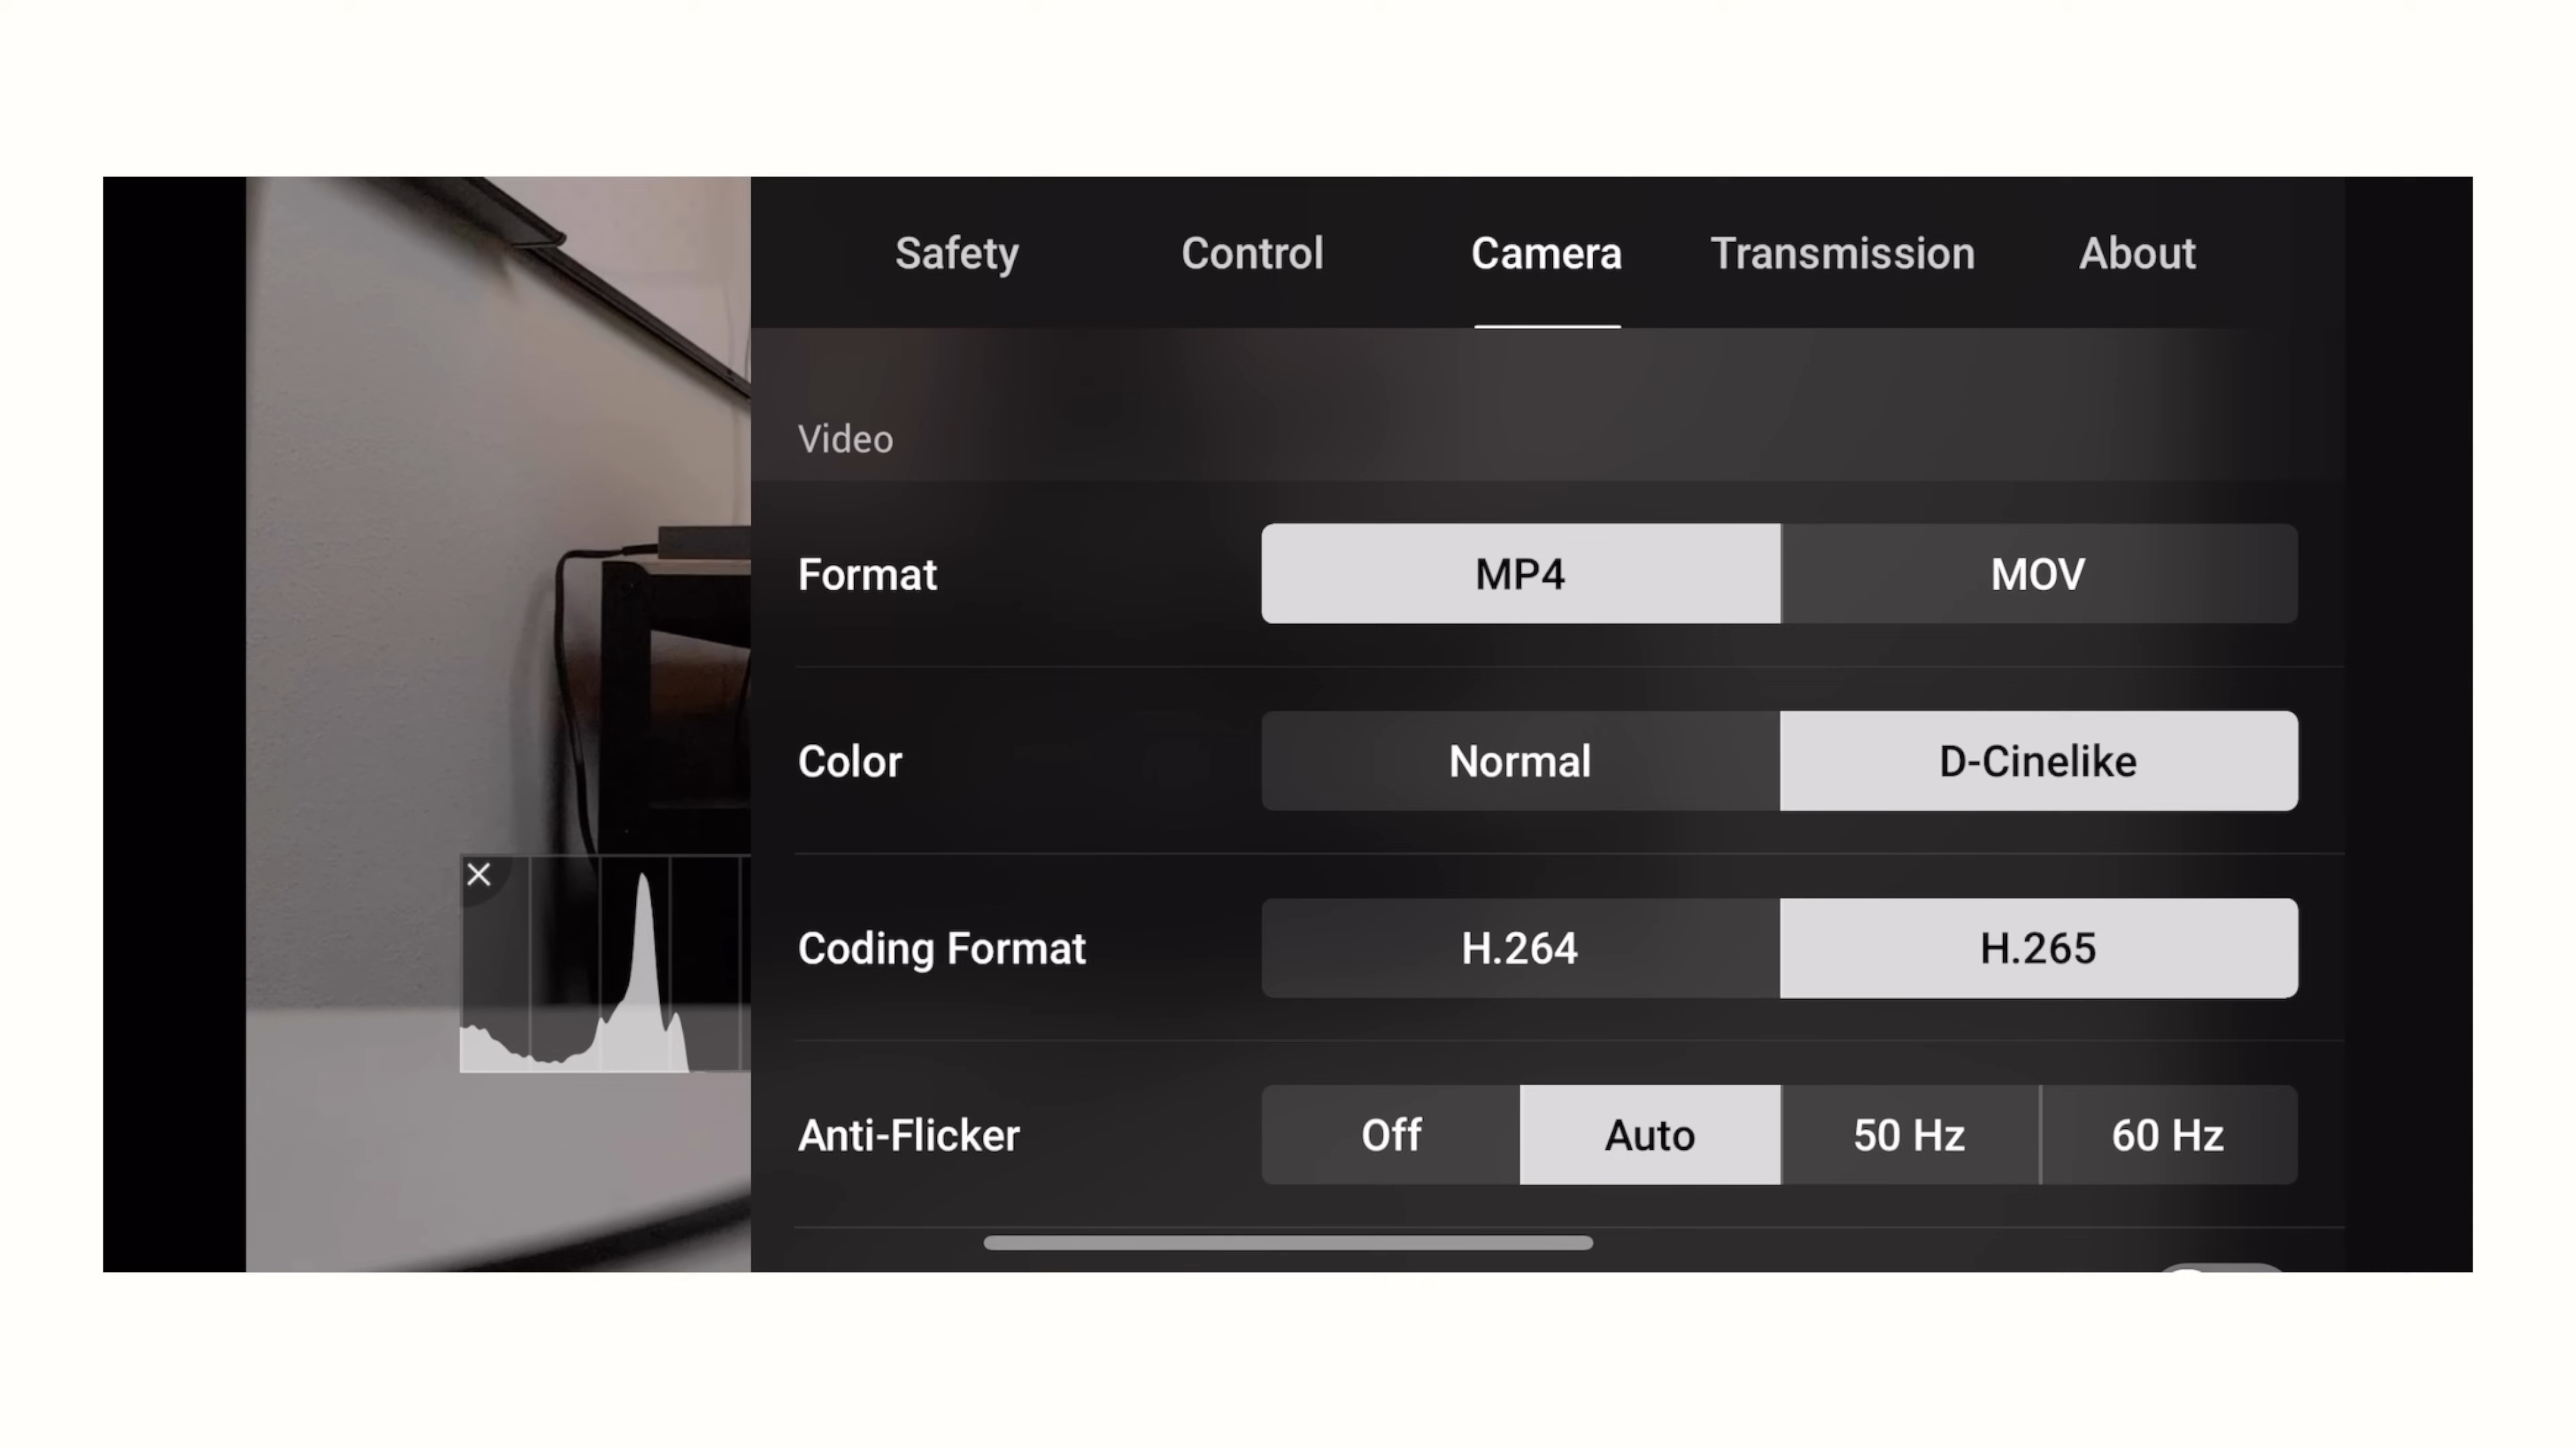 Safety Control Camera Transmission About
Video
Format MP4 MOV
Color Normal D-Cinelike
Coding Format H.264 H.265
Anti-Flicker Off Auto 50 Hz 60 Hz